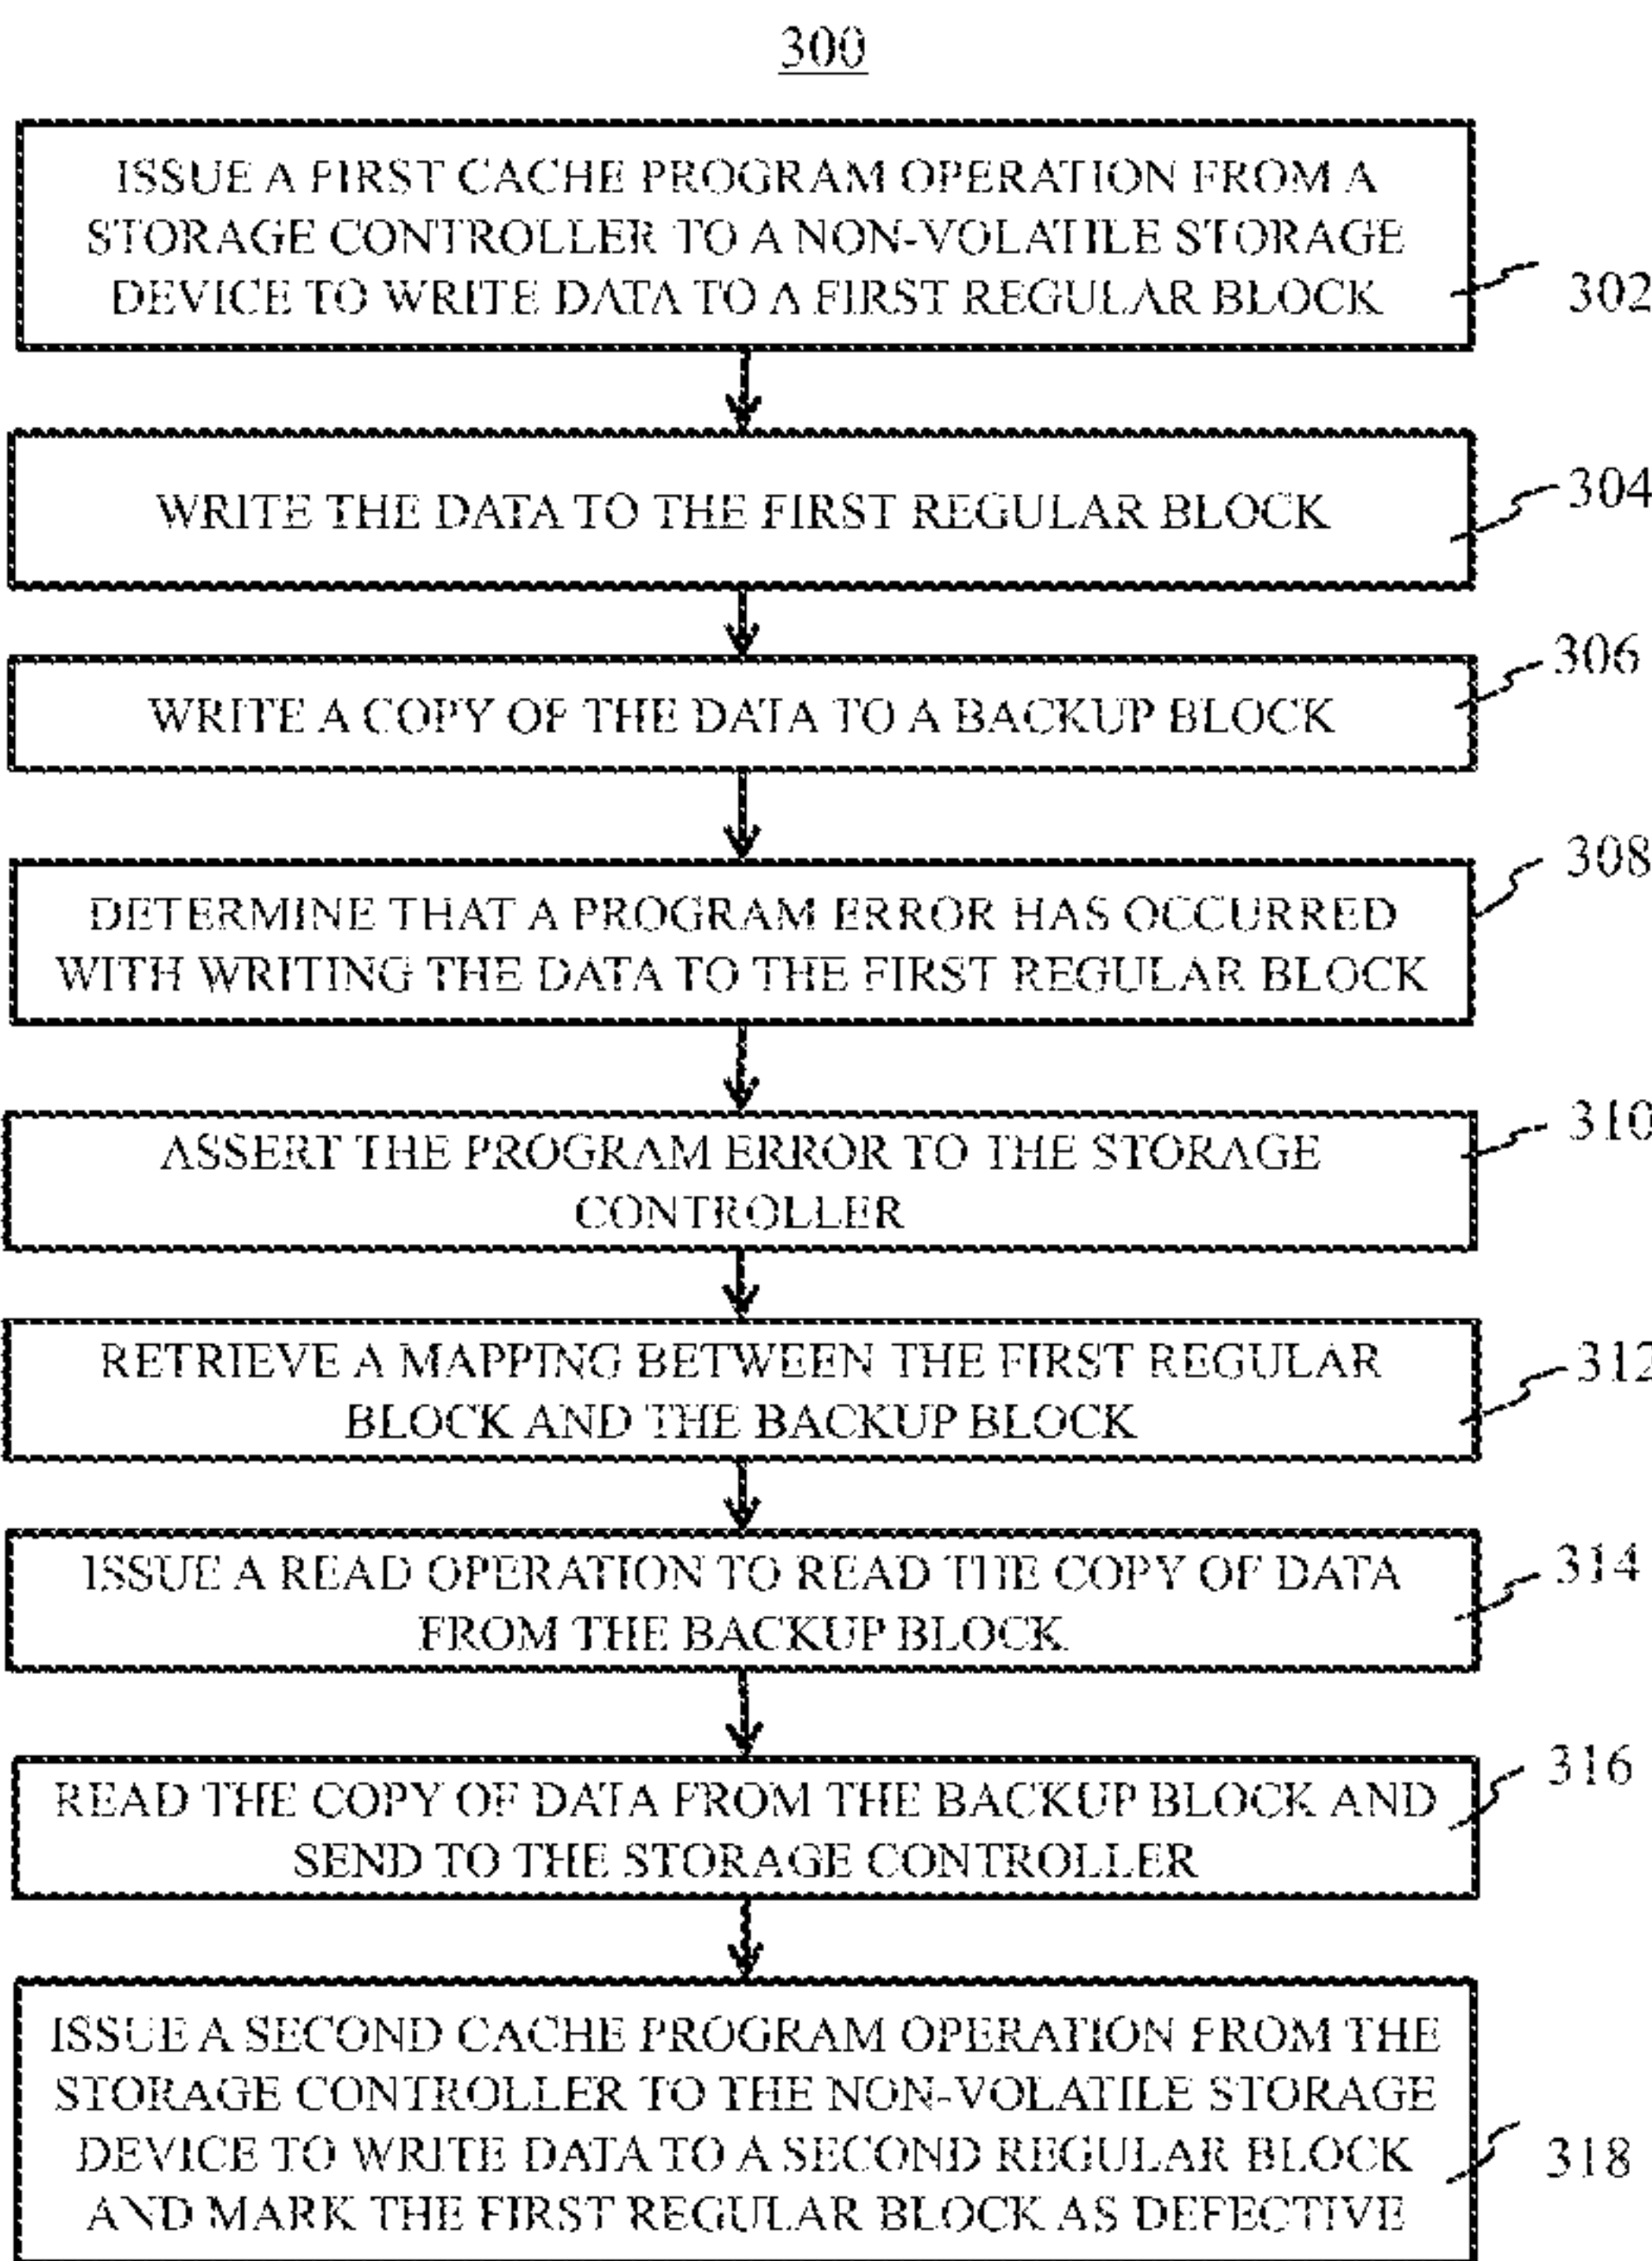 300
ISSUE A FIRST CACHE PROGRAM OPERATION FROM A
STORAGE CONTROLLER TO A NON-VOLATILE STORAGE
DEVICE TO WRITE DATA TO A FIRST REGULAR BLOCK
302
WRITE THE DATA TO THE FIRST REGULAR BLOCK
304
WRITE A COPY OF THE DATA TO A BACKUP BLOCK
306
DETERMINE THAT A PROGRAM ERROR HAS OCCURRED
WITH WRITING THE DATA TO THE FIRST REGULAR BLOCK
308
ASSERT THE PROGRAM ERROR TO THE STORAGE
CONTROLLER
310
RETRIEVE A MAPPING BETWEEN THE FIRST REGULAR
BLOCK AND THE BACKUP BLOCK
312
ISSUE A READ OPERATION TO READ THE COPY OF DATA
FROM THE BACKUP BLOCK
314
READ THE COPY OF DATA FROM THE BACKUP BLOCK AND
SEND TO THE STORAGE CONTROLLER
316
ISSUE A SECOND CACHE PROGRAM OPERATION FROM THE
STORAGE CONTROLLER TO THE NON-VOLATILE STORAGE
DEVICE TO WRITE DATA TO A SECOND REGULAR BLOCK
AND MARK THE FIRST REGULAR BLOCK AS DEFECTIVE
318